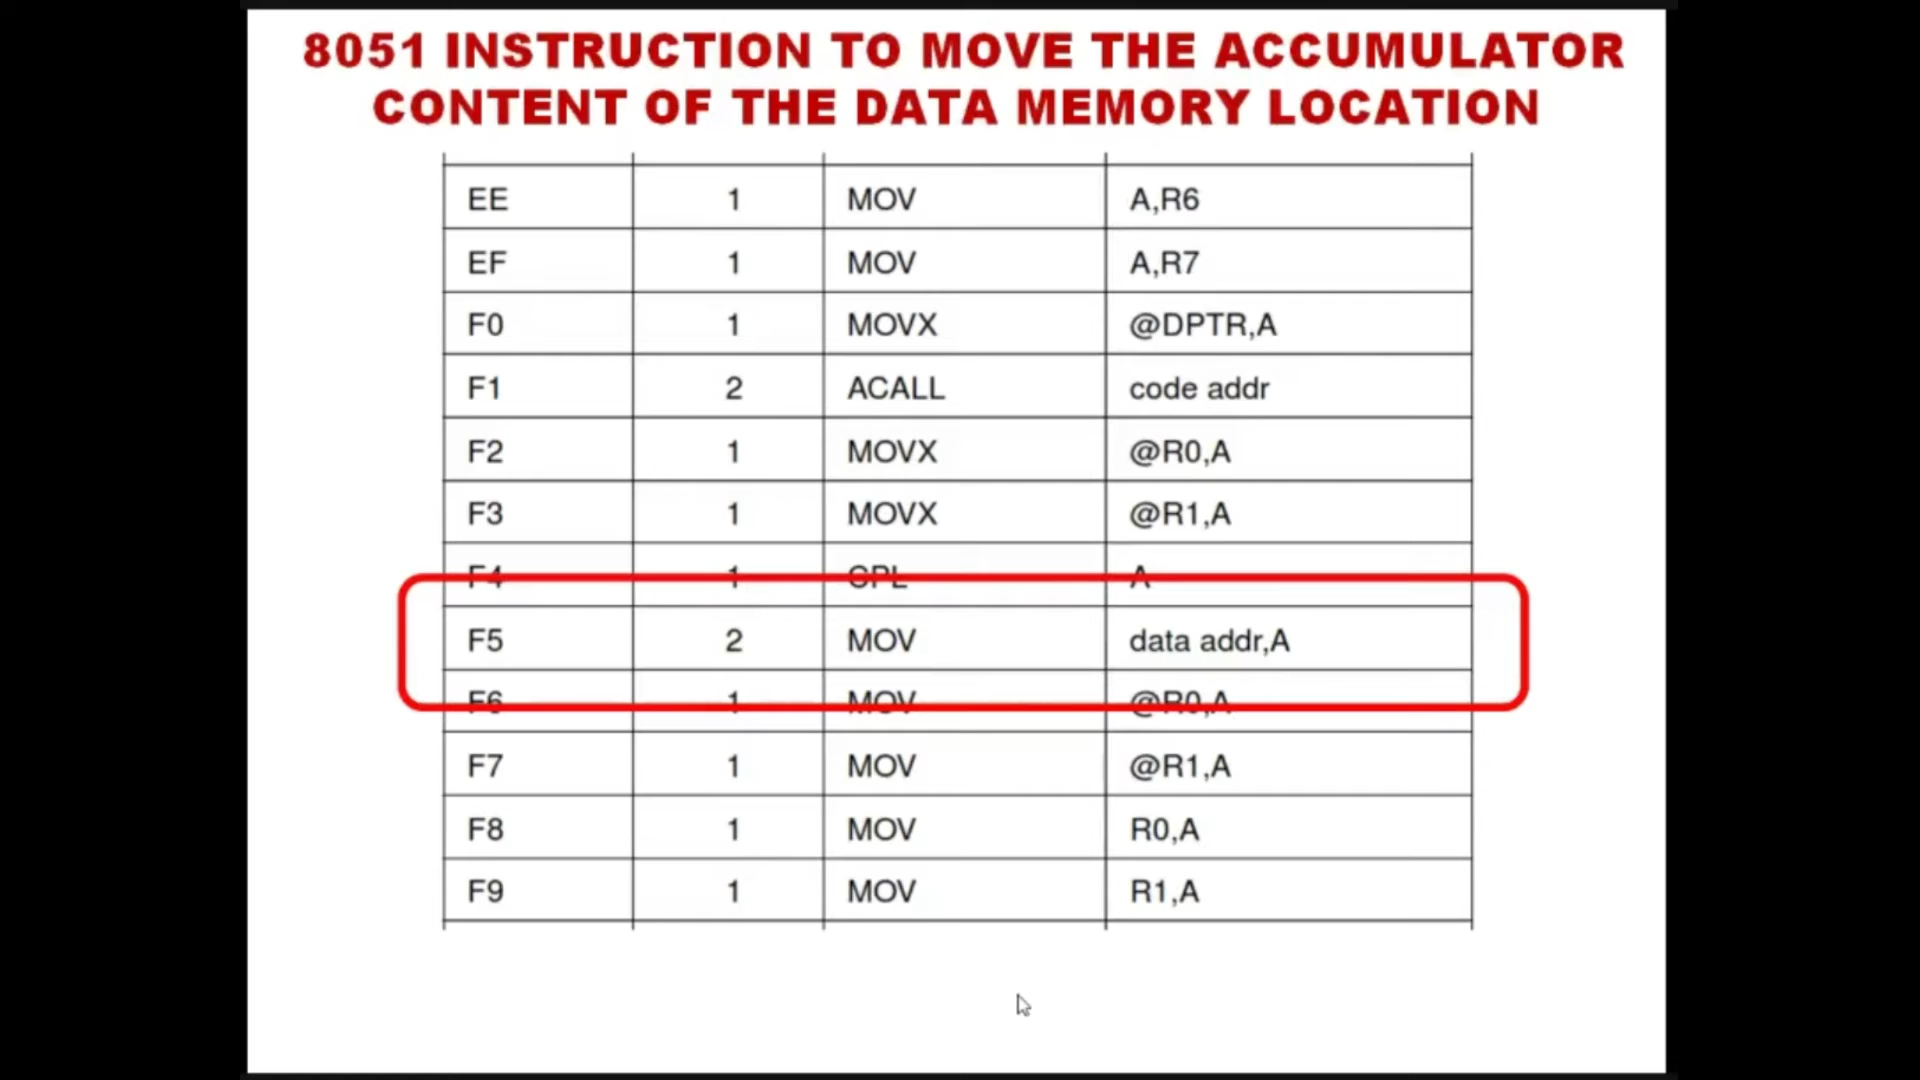 8051 INSTRUCTION TO MOVE THE ACCUMULATOR
CONTENT OF THE DATA MEMORY LOCATION
EE 1 MOV A,R6
EF 1 MOV A,R7
F0 1 MOVX @DPTR,A
F1 2 ACALL code addr
F2 1 MOVX @R0,A
F3 1 MOVX @R1,A
F4 1 CPL A
F5 2 MOV data addr,A
F6 1 MOV @R0,A
F7 1 MOV @R1,A
F8 1 MOV R0,A
F9 1 MOV R1,A